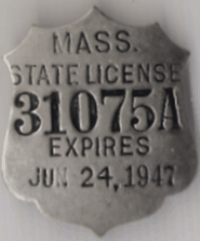 MASS.
STATE LICENSE
31075A
EXPIRES
JUN 24, 1947